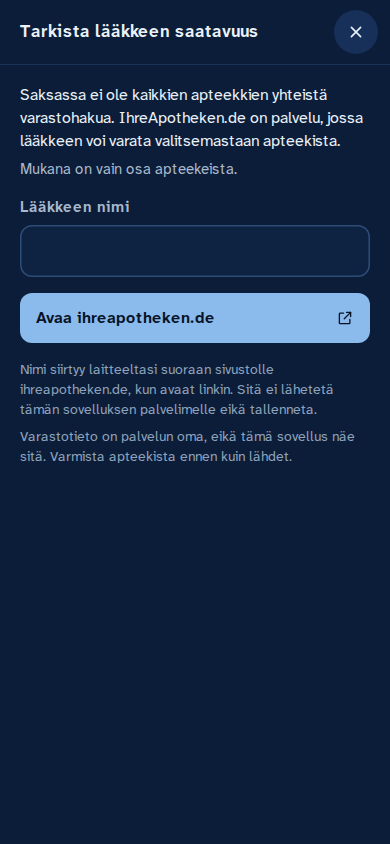 Tarkista lääkkeen saatavuus
Saksassa ei ole kaikkien apteekkien yhteistä
varastohakua. IhreApotheken.de on palvelu, jossa
lääkkeen voi varata valitsemastaan apteekista.
Mukana on vain osa apteekeista.
Lääkkeen nimi
Avaa ihreapotheken.de
Nimi siirtyy laitteeltasi suoraan sivustolle
ihreapotheken.de, kun avaat linkin. Sitä ei lähetetä
tämän sovelluksen palvelimelle eikä tallenneta.
Varastotieto on palvelun oma, eikä tämä sovellus näe
sitä. Varmista apteekista ennen kuin lähdet.